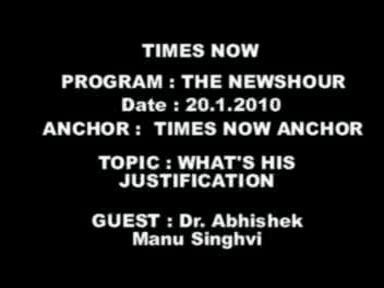 TIMES NOW
PROGRAM : THE NEWSHOUR
Date : 20.1.2010
ANCHOR : TIMES NOW ANCHOR
TOPIC : WHAT'S HIS
JUSTIFICATION
GUEST : Dr. Abhishek
Manu Singhvi